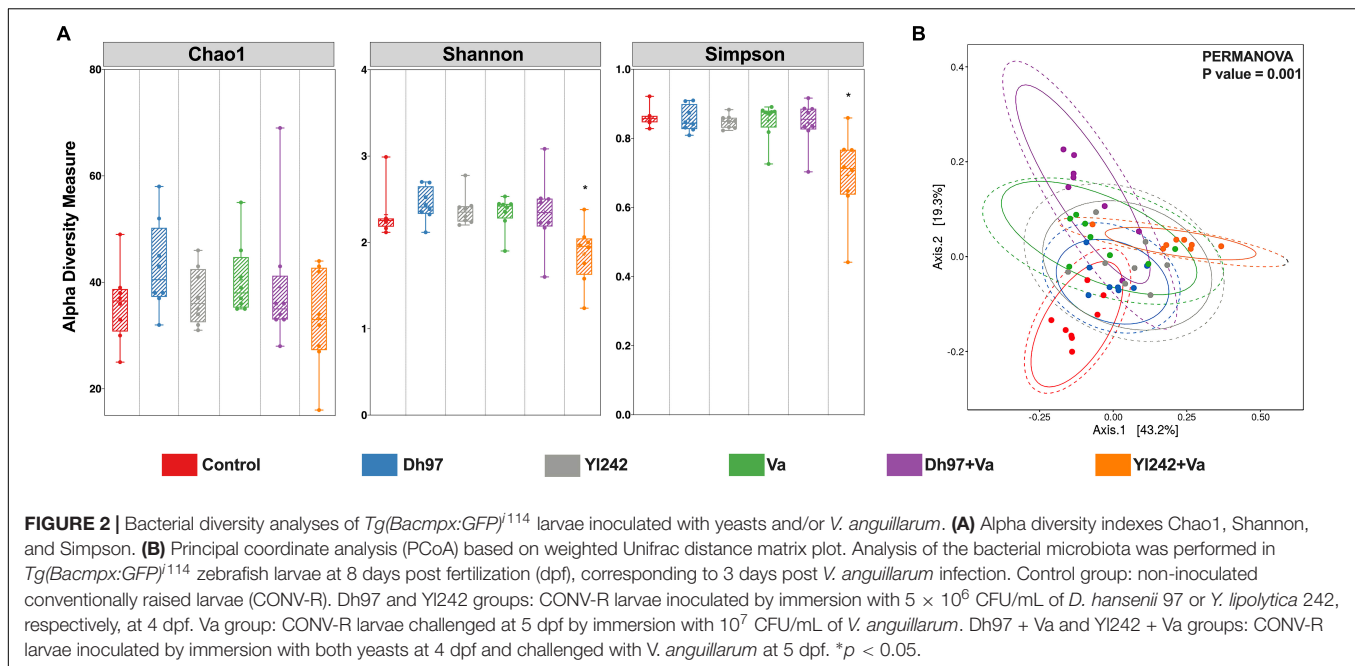 A
B
Chao1
Shannon
Simpson
Alpha Diversity Measure
80
60
40
20
4
3
2
1
0
1.0
0.8
0.6
0.4
0.2
0.0
*
*
PERMANOVA
P value = 0.001
Axis.2 [19.3%]
0.4
0.2
0.0
-0.2
-0.25
0.00
0.25
0.50
Axis.1 [43.2%]
Control
Dh97
Yl242
Va
Dh97+Va
Yl242+Va
FIGURE 2 | Bacterial diversity analyses of Tg(Bacmpx:GFP)i114 larvae inoculated with yeasts and/or V. anguillarum. (A) Alpha diversity indexes Chao1, Shannon,
and Simpson. (B) Principal coordinate analysis (PCoA) based on weighted Unifrac distance matrix plot. Analysis of the bacterial microbiota was performed in
Tg(Bacmpx:GFP)i114 zebrafish larvae at 8 days post fertilization (dpf), corresponding to 3 days post V. anguillarum infection. Control group: non-inoculated
conventionally raised larvae (CONV-R). Dh97 and Yl242 groups: CONV-R larvae inoculated by immersion with 5 × 10⁶ CFU/mL of D. hansenii 97 or Y. lipolytica 242,
respectively, at 4 dpf. Va group: CONV-R larvae challenged at 5 dpf by immersion with 10⁷ CFU/mL of V. anguillarum. Dh97 + Va and Yl242 + Va groups: CONV-R
larvae inoculated by immersion with both yeasts at 4 dpf and challenged with V. anguillarum at 5 dpf. *p < 0.05.